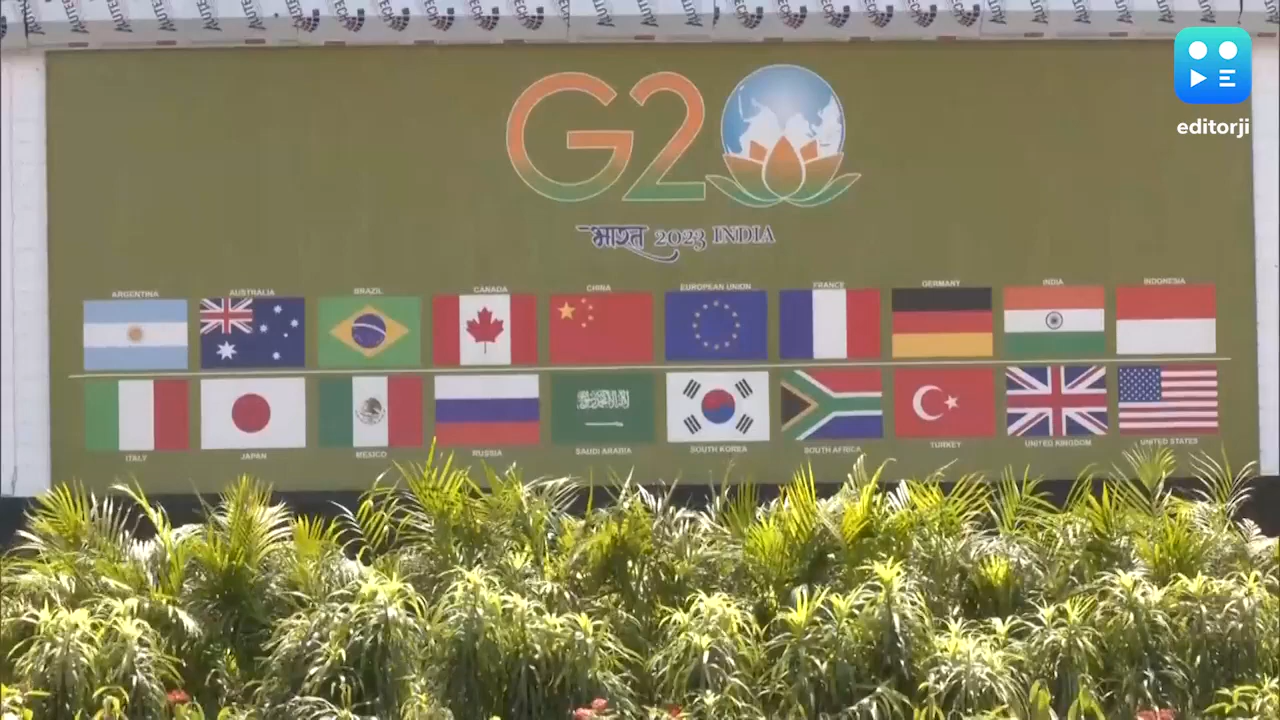 editorji
G20
भारत 2023 INDIA
ARGENTINA AUSTRALIA BRAZIL CANADA CHINA EUROPEAN UNION FRANCE GERMANY INDIA INDONESIA
ITALY JAPAN MEXICO RUSSIA SAUDI ARABIA SOUTH KOREA SOUTH AFRICA TURKEY UNITED KINGDOM UNITED STATES